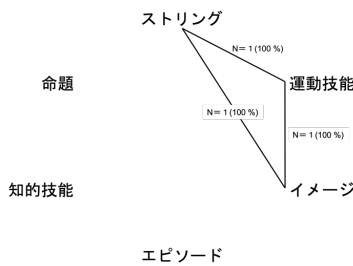 ストリング
N= 1 (100 %)
命題
運動技能
N= 1 (100 %)
N= 1 (100 %)
知的技能
イメージ
エピソード